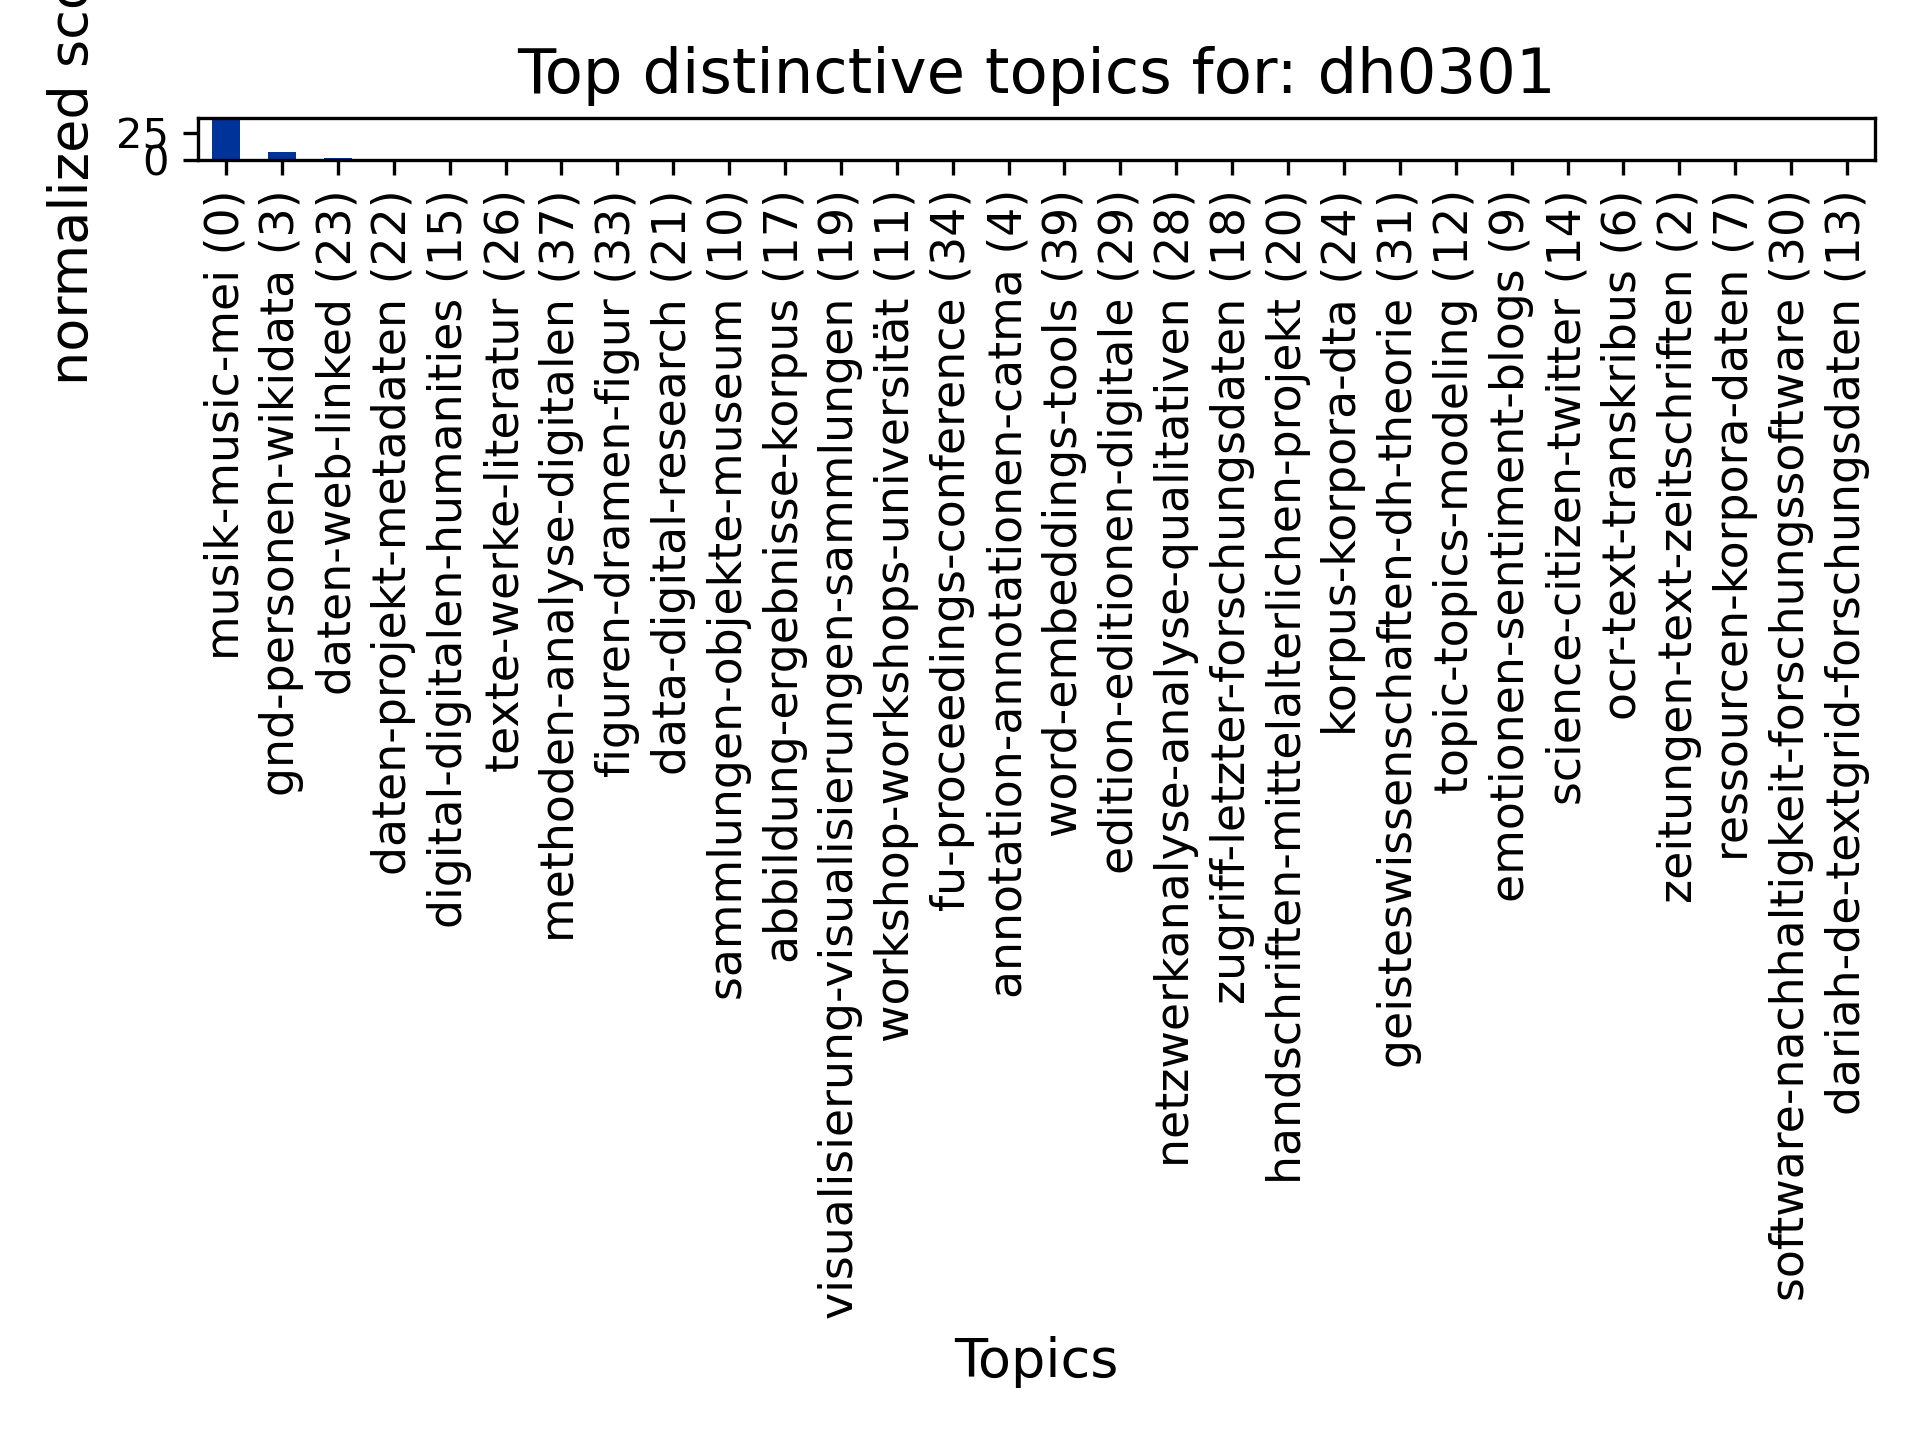 Top distinctive topics for: dh0301
normalized sco
25
0
musik-music-mei (0)
gnd-personen-wikidata (3)
daten-web-linked (23)
daten-projekt-metadaten (22)
digital-digitalen-humanities (15)
texte-werke-literatur (26)
methoden-analyse-digitalen (37)
figuren-dramen-figur (33)
data-digital-research (21)
sammlungen-objekte-museum (10)
abbildung-ergebnisse-korpus (17)
visualisierung-visualisierungen-sammlungen (19)
workshop-workshops-universität (11)
fu-proceedings-conference (34)
annotation-annotationen-catma (4)
word-embeddings-tools (39)
edition-editionen-digitale (29)
netzwerkanalyse-analyse-qualitativen (28)
zugriff-letzter-forschungsdaten (18)
handschriften-mittelalterlichen-projekt (20)
korpus-korpora-dta (24)
geisteswissenschaften-dh-theorie (31)
topic-topics-modeling (12)
emotionen-sentiment-blogs (9)
science-citizen-twitter (14)
ocr-text-transkribus (6)
zeitungen-text-zeitschriften (2)
ressourcen-korpora-daten (7)
software-nachhaltigkeit-forschungssoftware (30)
dariah-de-textgrid-forschungsdaten (13)
Topics